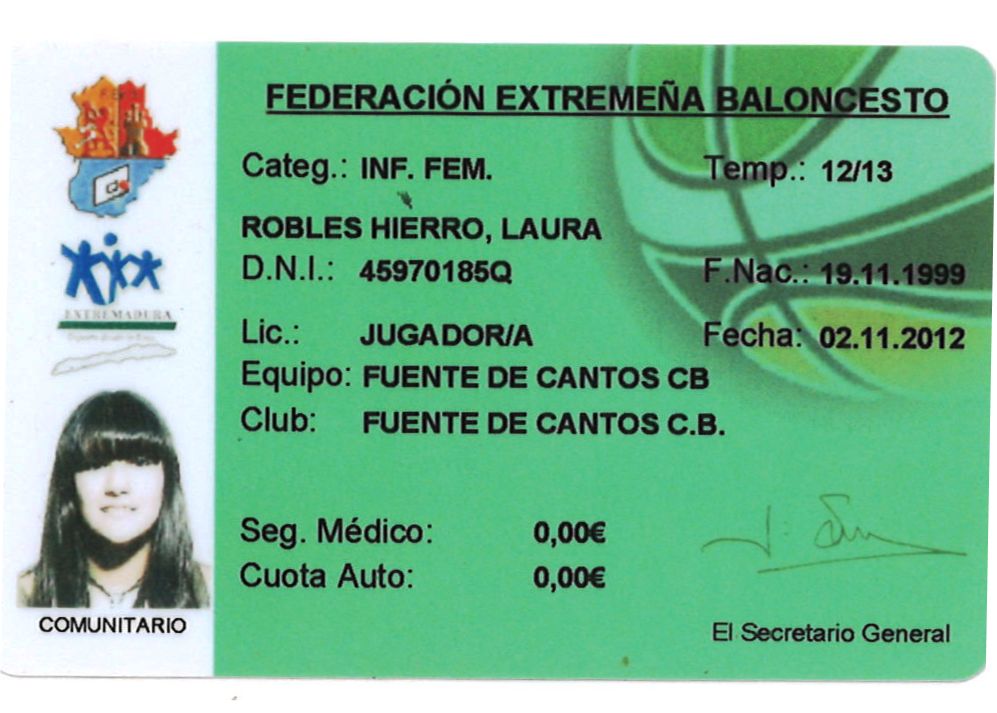 FEDERACIÓN EXTREMEÑA BALONCESTO
Categ.: INF. FEM. Temp.: 12/13
ROBLES HIERRO, LAURA
D.N.I.: 45970185Q F.Nac.: 19.11.1999
Lic.: JUGADOR/A Fecha: 02.11.2012
Equipo: FUENTE DE CANTOS CB
Club: FUENTE DE CANTOS C.B.
Seg. Médico: 0,00€
Cuota Auto: 0,00€
El Secretario General
EXTREMADURA
COMUNITARIO